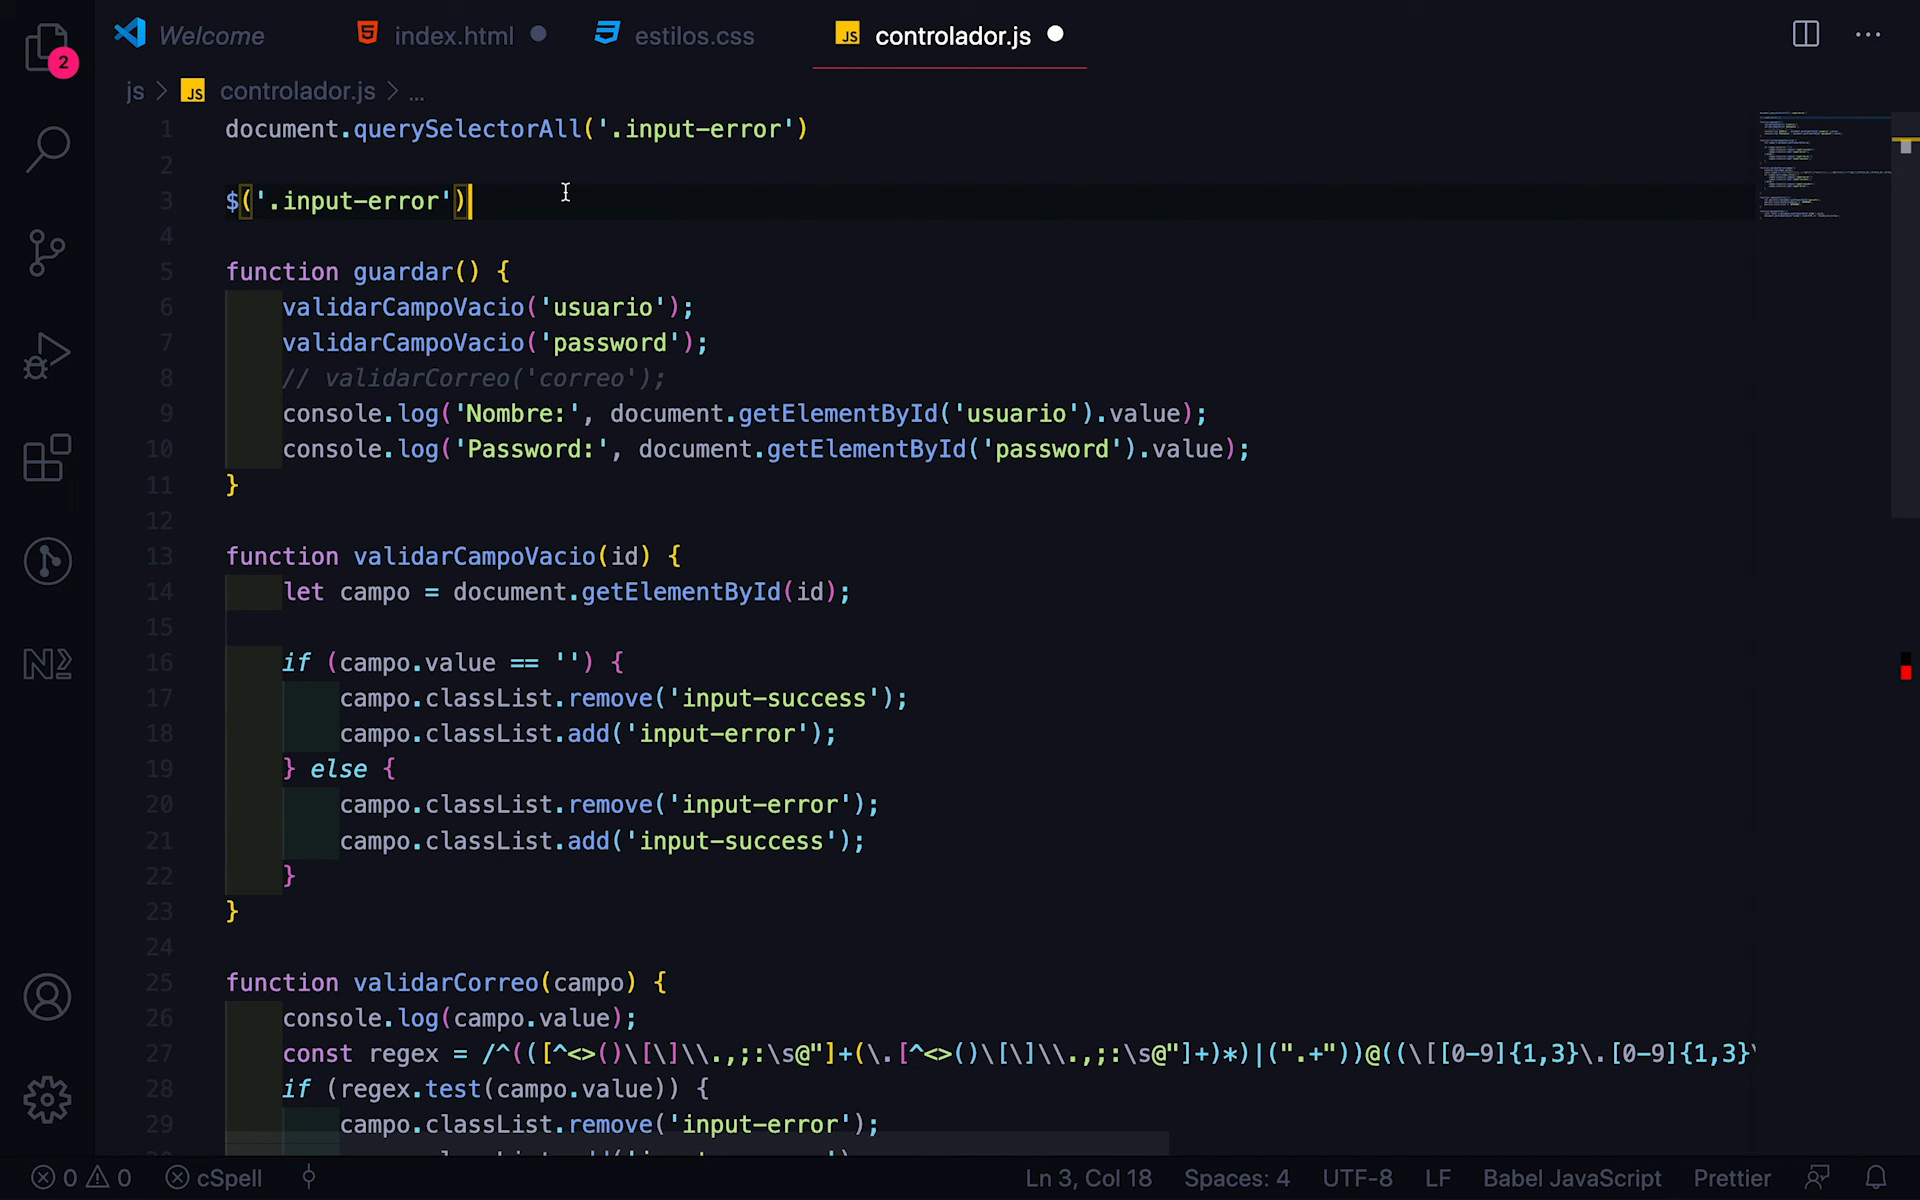 Welcome
index.html
estilos.css
JS controlador.js
2
js > JS controlador.js > ...
1 document.querySelectorAll('.input-error')
2
3 $('.input-error')
4
5 function guardar() {
6 validarCampoVacio('usuario');
7 validarCampoVacio('password');
8 // validarCorreo('correo');
9 console.log('Nombre:', document.getElementById('usuario').value);
10 console.log('Password:', document.getElementById('password').value);
11 }
12
13 function validarCampoVacio(id) {
14 let campo = document.getElementById(id);
15
16 if (campo.value == '') {
17 campo.classList.remove('input-success');
18 campo.classList.add('input-error');
19 } else {
20 campo.classList.remove('input-error');
21 campo.classList.add('input-success');
22 }
23 }
24
25 function validarCorreo(campo) {
26 console.log(campo.value);
27 const regex = /^(([^<>()\[\]\\.,;:\s@"]+(\.[^<>()\[\]\\.,;:\s@"]+)*)|(".+"))@((\[[0-9]{1,3}\.[0-9]{1,3}\
28 if (regex.test(campo.value)) {
29 campo.classList.remove('input-error');
0 0 cSpell Ln 3, Col 18 Spaces: 4 UTF-8 LF Babel JavaScript Prettier